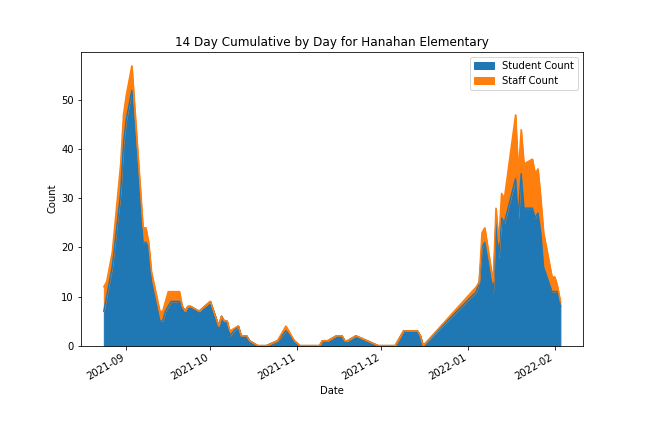 14 Day Cumulative by Day for Hanahan Elementary
Student Count
Staff Count
Count
50
40
30
20
10
0
2021-09
2021-10
2021-11
2021-12
2022-01
2022-02
Date